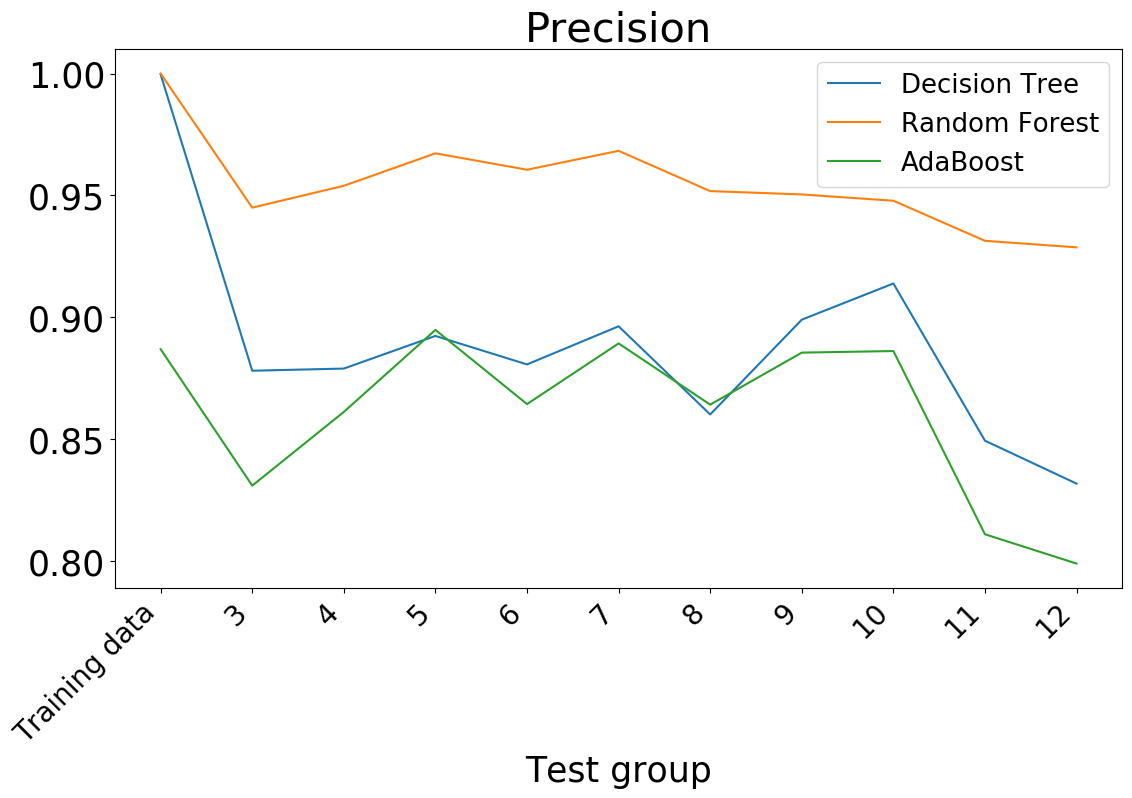 Precision
1.00
0.95
0.90
0.85
0.80
Decision Tree
Random Forest
AdaBoost
Training data
3
4
5
6
7
8
9
10
11
12
Test group